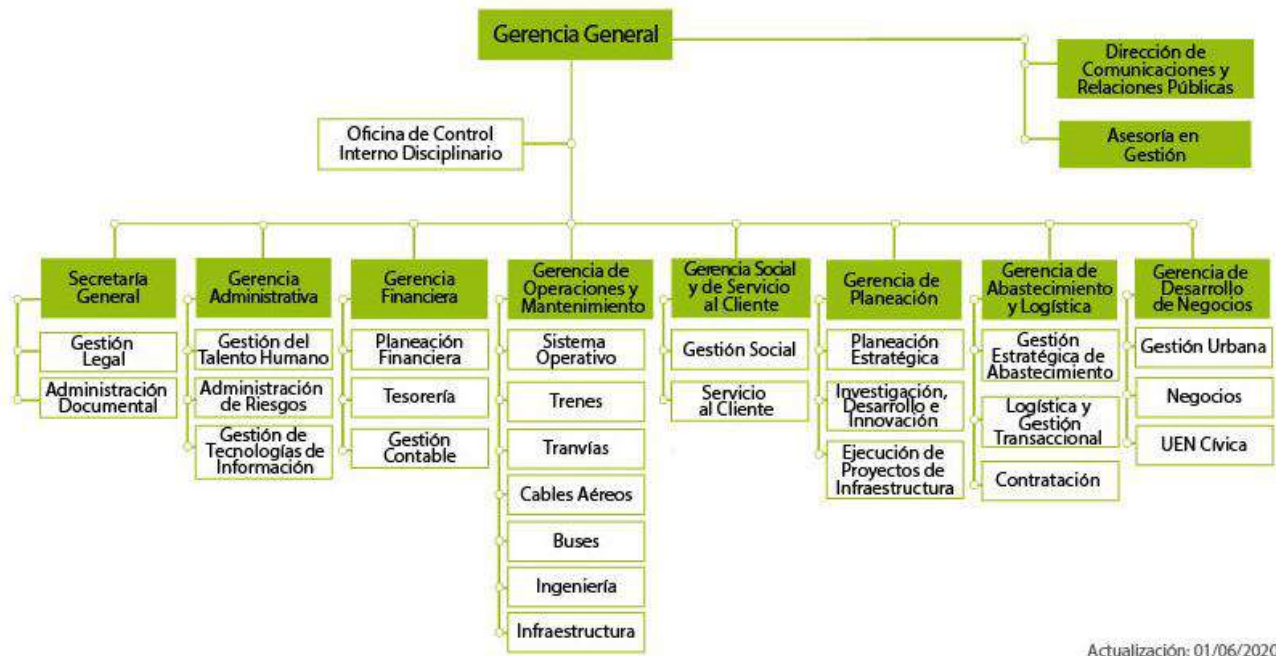 Gerencia General
Dirección de
Comunicaciones y
Relaciones Públicas
Oficina de Control
Interno Disciplinario
Asesoría en
Gestión
Secretaría
General
Gestión
Legal
Administración
Documental
Gerencia
Administrativa
Gestión del
Talento Humano
Administración
de Riesgos
Gestión de
Tecnologías de
Información
Gerencia
Financiera
Planeación
Financiera
Tesorería
Gestión
Contable
Gerencia de
Operaciones y
Mantenimiento
Sistema
Operativo
Trenes
Tranvías
Cables Aéreos
Buses
Ingeniería
Infraestructura
Gerencia Social
y de Servicio
al Cliente
Gestión Social
Servicio
al Cliente
Gerencia de
Planeación
Planeación
Estratégica
Investigación,
Desarrollo e
Innovación
Ejecución de
Proyectos de
Infraestructura
Gerencia de
Abastecimiento
y Logística
Gestión
Estratégica de
Abastecimiento
Logística y
Gestión
Transaccional
Contratación
Gerencia de
Desarrollo
de Negocios
Gestión Urbana
Negocios
UEN Cívica
Actualización: 01/06/2020